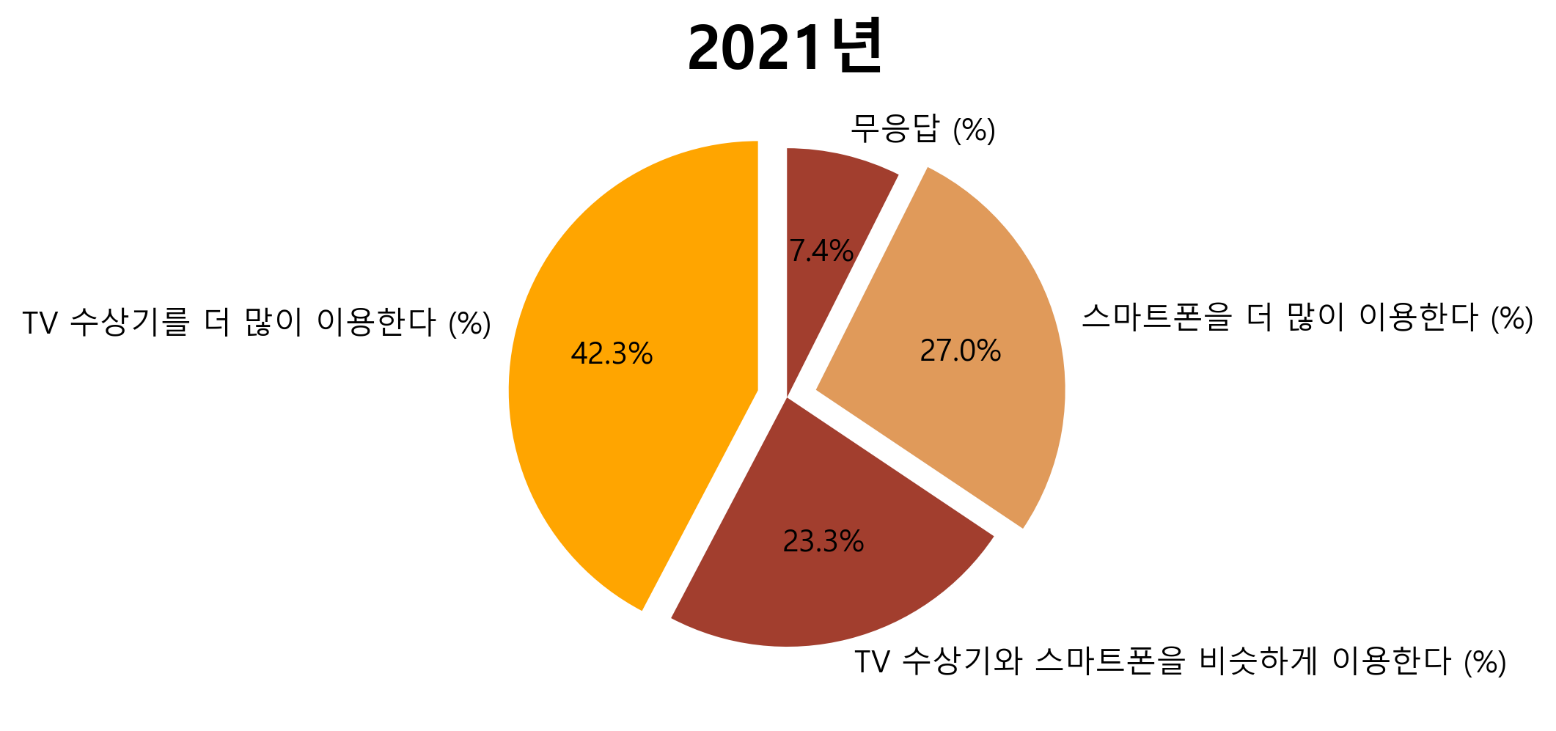 2021년
무응답 (%)
7.4%
스마트폰을 더 많이 이용한다 (%)
27.0%
TV 수상기를 더 많이 이용한다 (%)
42.3%
23.3%
TV 수상기와 스마트폰을 비슷하게 이용한다 (%)